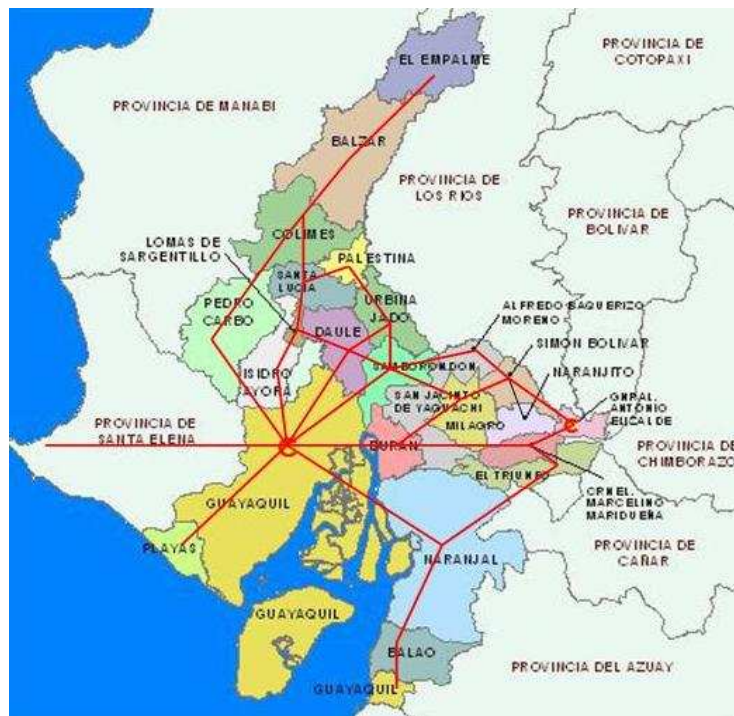 PROVINCIA DE
COTOPAXI
EL EMPALME
PROVINCIA DE MANABI
BALZAR
PROVINCIA DE
LOS RIOS
PROVINCIA DE
BOLIVAR
LOMAS DE
SARGENTILLO
COLIMES
PALESTINA
SANTA
LUCIA
PEDRO
CARBO
URBINA
JADO
ALFREDO BAQUERIZO
MORENO
DAULE
SIMON BOLIVAR
SAMBORONDON
NARANJITO
ISIDRO
AYORA
SAN JACINTO
DE YAGUACHI
GNRAL.
ANTONIO
ELIZALDE
MILAGRO
PROVINCIA DE
SANTA ELENA
DURAN
PROVINCIA DE
CHIMBORAZO
EL TRIUNFO
CRNEL.
MARCELINO
MARIDUEÑA
GUAYAQUIL
PLAYAS
NARANJAL
PROVINCIA DE
CAÑAR
GUAYAQUIL
BALAO
PROVINCIA DEL AZUAY
GUAYAQUIL